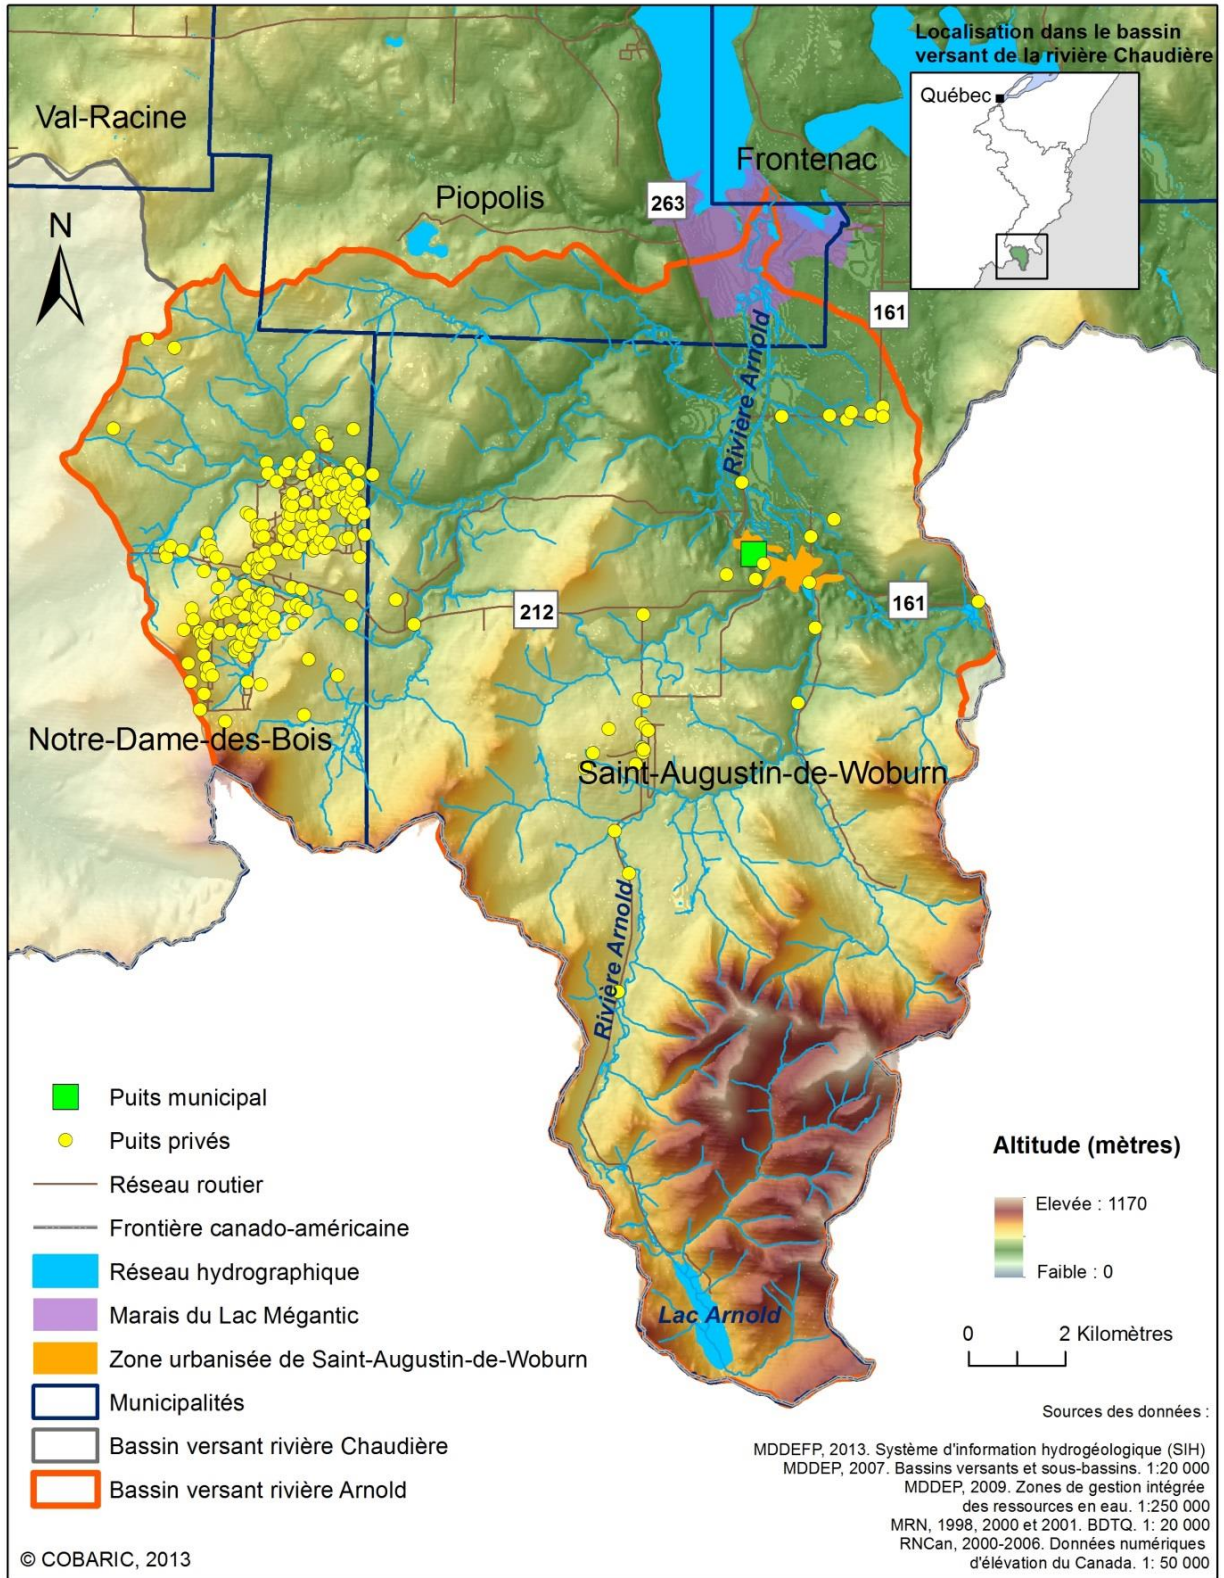 Localisation dans le bassin
versant de la rivière Chaudière
Québec
Val-Racine
Frontenac
Piopolis
263
N
161
Rivière Arnold
212
161
Notre-Dame-des-Bois
Saint-Augustin-de-Woburn
Rivière Arnold
Lac Arnold
Puits municipal
Puits privés
Réseau routier
Frontière canado-américaine
Réseau hydrographique
Marais du Lac Mégantic
Zone urbanisée de Saint-Augustin-de-Woburn
Municipalités
Bassin versant rivière Chaudière
Bassin versant rivière Arnold
© COBARIC, 2013
Altitude (mètres)
Elevée : 1170
Faible : 0
0 2 Kilomètres
Sources des données :
MDDEFP, 2013. Système d'information hydrogéologique (SIH)
MDDEP, 2007. Bassins versants et sous-bassins. 1:20 000
MDDEP, 2009. Zones de gestion intégrée
des ressources en eau. 1:250 000
MRN, 1998, 2000 et 2001. BDTQ. 1: 20 000
RNCan, 2000-2006. Données numériques
d'élévation du Canada. 1: 50 000